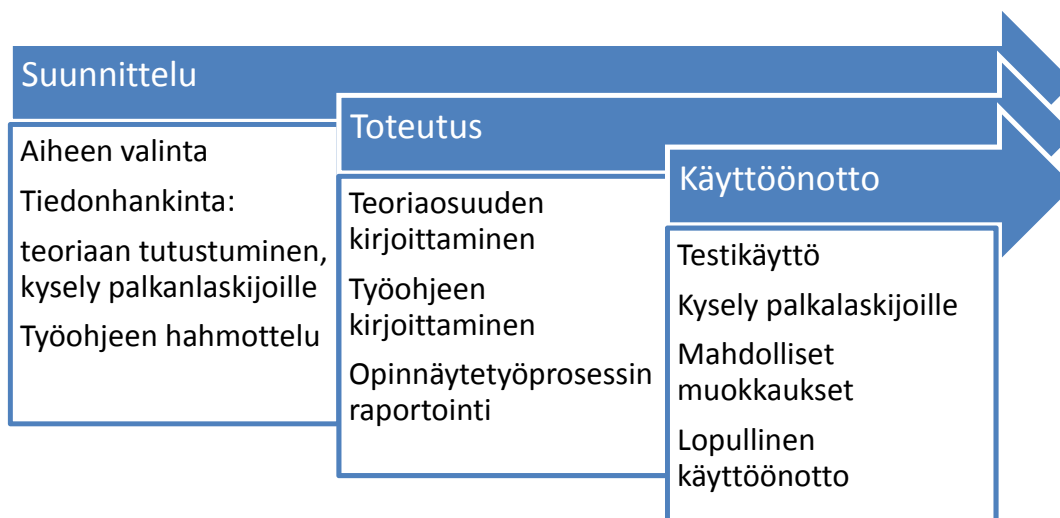 Suunnittelu
Aiheen valinta
Tiedonhankinta:
teoriaan tutustuminen,
kysely palkanlaskijoille
Työohjeen hahmottelu
Toteutus
Teoriaosuuden
kirjoittaminen
Työohjeen
kirjoittaminen
Opinnäytetyöprosessin
raportointi
Käyttöönotto
Testikäyttö
Kysely palkalaskijoille
Mahdolliset
muokkaukset
Lopullinen
käyttöönotto